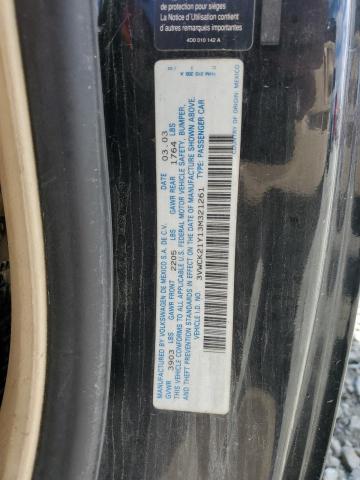 de protection pour sièges
La Notice d'Utilisation contient
autres remarques importantes
4D0 010 142 A
MANUFACTURED BY VOLKSWAGEN DE MEXICO S.A. DE C.V. DATE 03.03
GVWR 3903 LBS GAWR FRONT 2205 LBS GAWR REAR 1764 LBS
THIS VEHICLE CONFORMS TO ALL APPLICABLE U.S. FEDERAL MOTOR VEHICLE SAFETY, BUMPER,
AND THEFT PREVENTION STANDARDS IN EFFECT ON THE DATE OF MANUFACTURE SHOWN ABOVE.
VEHICLE I.D. NO.: 3VWCK21Y13M321261 TYPE: PASSENGER CAR
COUNTRY OF ORIGIN: MEXICO